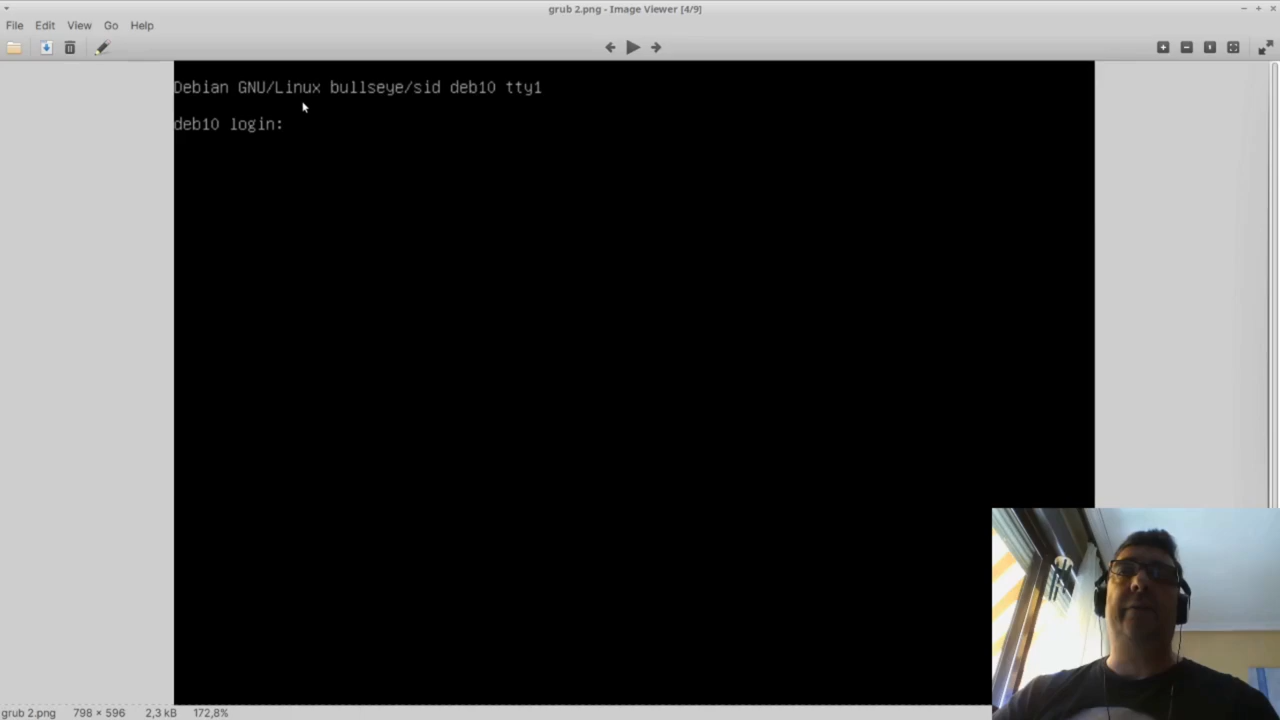 grub 2.png - Image Viewer [4/9]
File Edit View Go Help
Debian GNU/Linux bullseye/sid deb10 tty1
deb10 login:
grub 2.png 798 × 596 2,3 kB 172,8%